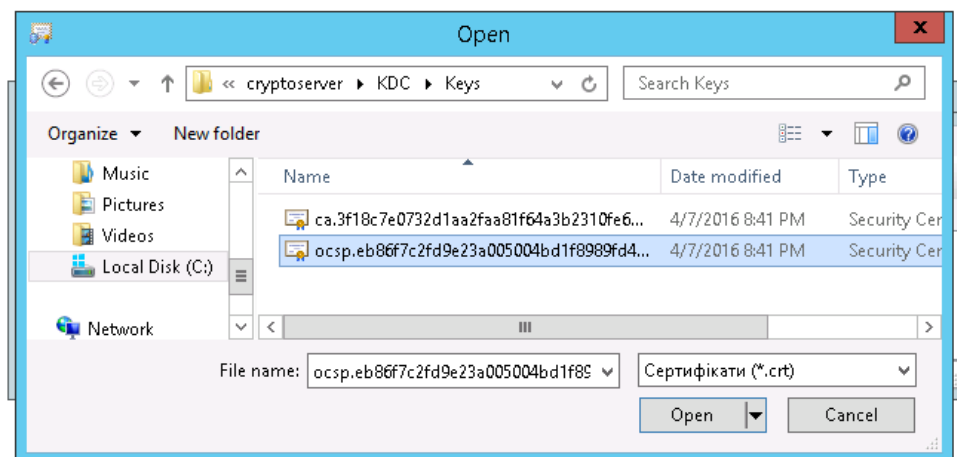 Open
x
« cryptoserver ▸ KDC ▸ Keys
Search Keys
Organize
New folder
Music
Pictures
Videos
Local Disk (C:)
Network
Name
Date modified
Type
ca.3f18c7e0732d1aa2faa81f64a3b2310fe6...
4/7/2016 8:41 PM
Security Cer
ocsp.eb86f7c2fd9e23a005004bd1f8989fd4...
4/7/2016 8:41 PM
Security Cer
File name:
ocsp.eb86f7c2fd9e23a005004bd1f89
Сертифікати (*.crt)
Open
Cancel